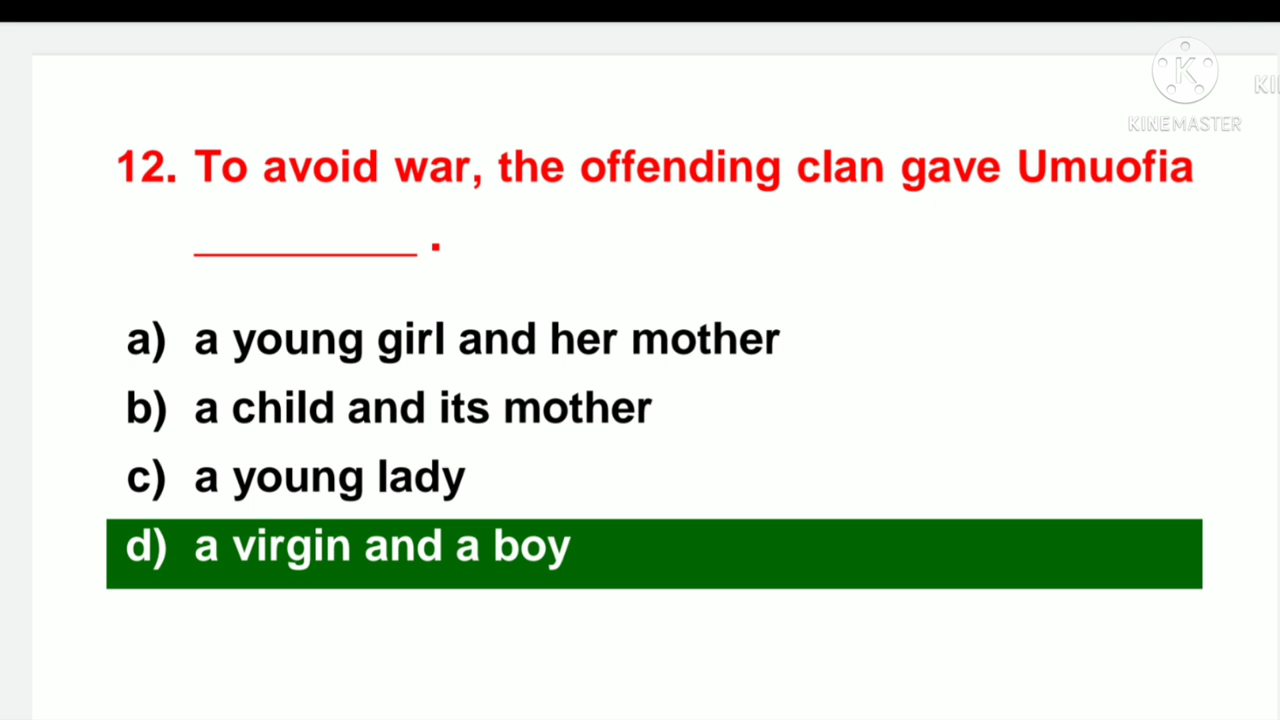 KINEMASTER
KI
12. To avoid war, the offending clan gave Umuofia
__________ .
a) a young girl and her mother
b) a child and its mother
c) a young lady
d) a virgin and a boy